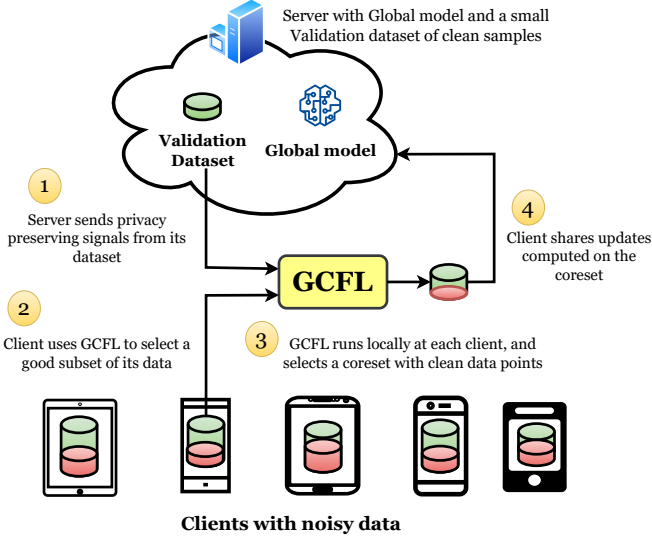 Server with Global model and a small
Validation dataset of clean samples
Validation
Dataset
Global model
1
Server sends privacy
preserving signals from its
dataset
GCFL
4
Client shares updates
computed on the
coreset
2
Client uses GCFL to select a
good subset of its data
3
GCFL runs locally at each client, and
selects a coreset with clean data points
Clients with noisy data